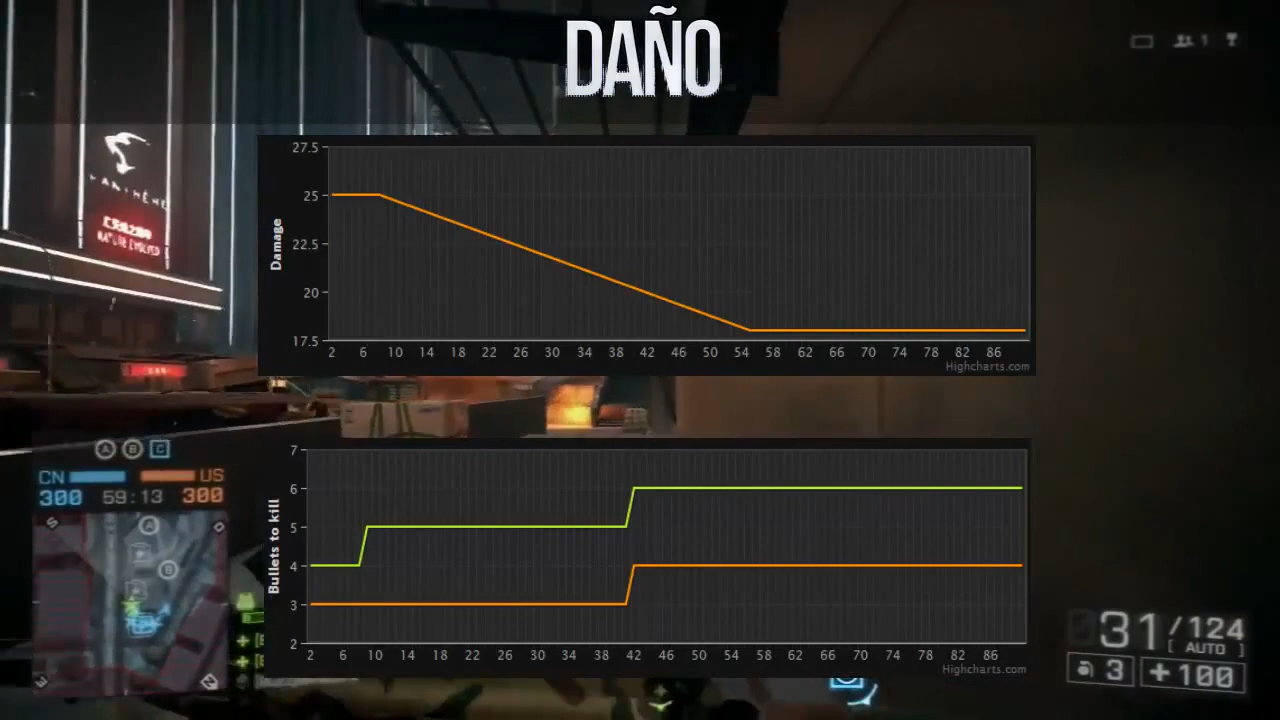 DAÑO
1
PANTHÈRE
27.5
25
22.5
20
17.5
Damage
2 6 10 14 18 22 26 30 34 38 42 46 50 54 58 62 66 70 74 78 82 86
Highcharts.com
7
6
5
4
3
2
Bullets to kill
2 6 10 14 18 22 26 30 34 38 42 46 50 54 58 62 66 70 74 78 82 86
Highcharts.com
A B C
CN US
300 59:13 300
A
B
31/124
[ AUTO ]
3 +100